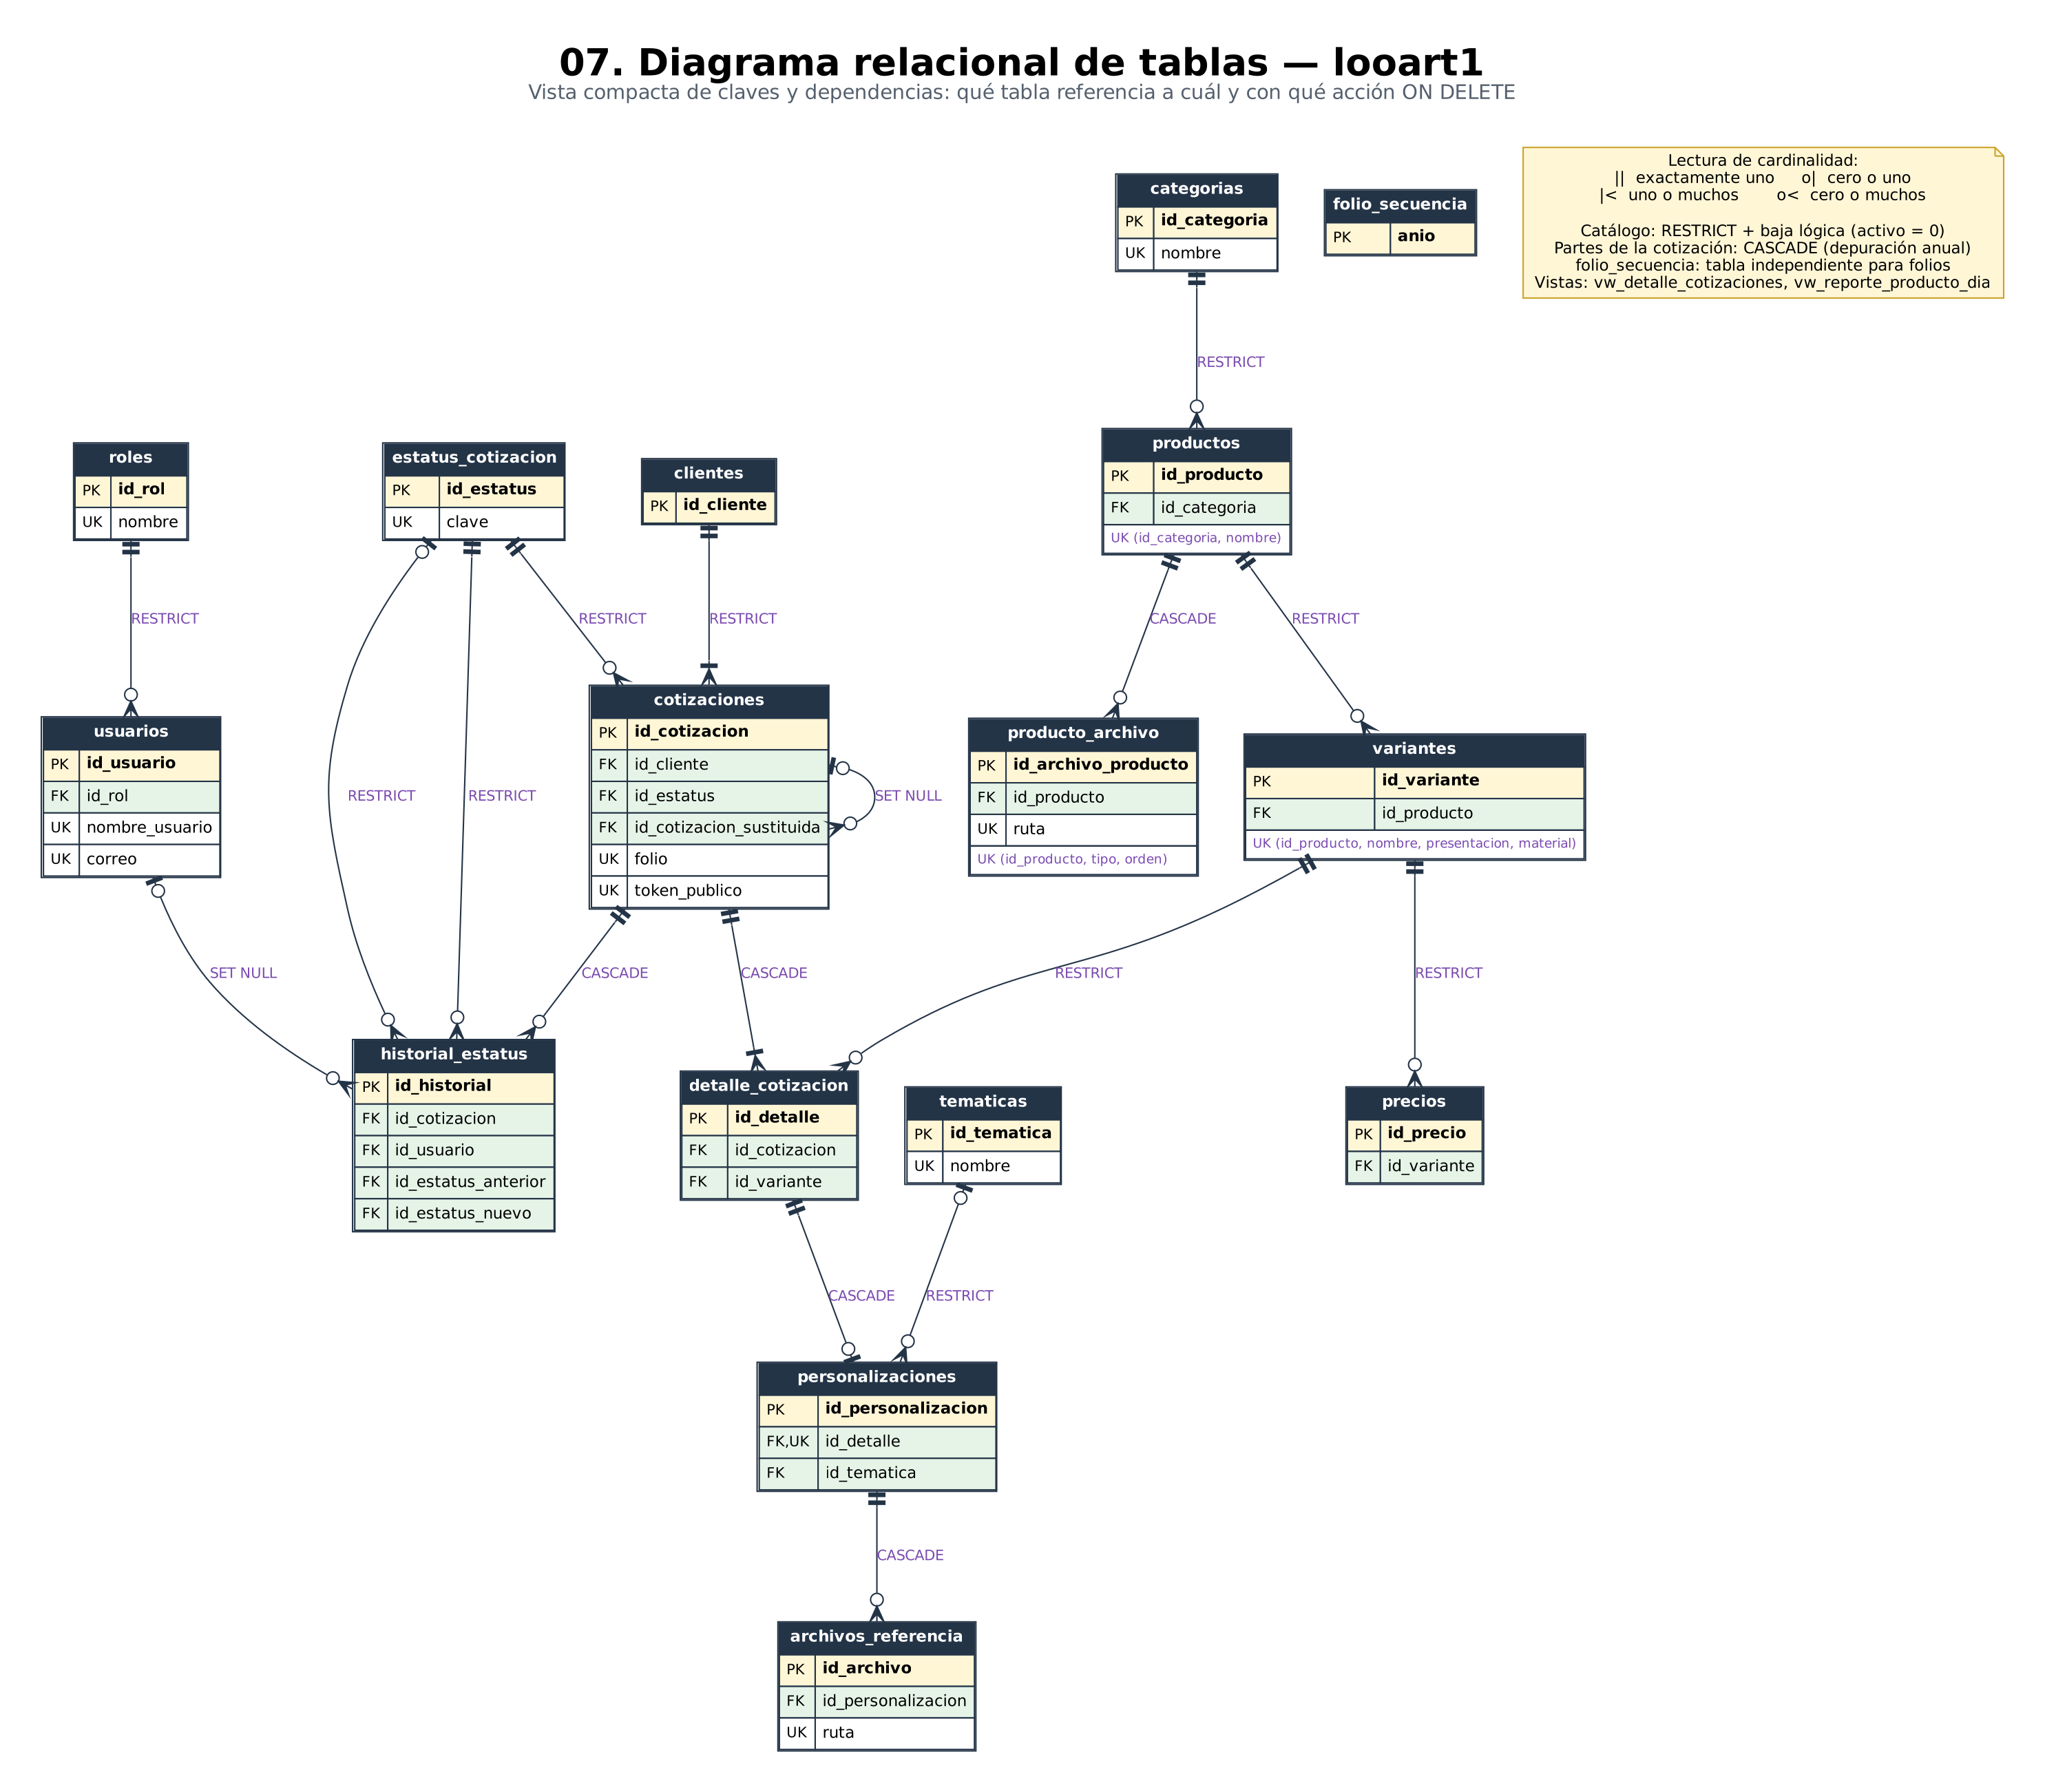 07. Diagrama relacional de tablas — looart1
Vista compacta de claves y dependencias: qué tabla referencia a cuál y con qué acción ON DELETE
Lectura de cardinalidad:
|| exactamente uno o| cero o uno
|< uno o muchos o< cero o muchos
Catálogo: RESTRICT + baja lógica (activo = 0)
Partes de la cotización: CASCADE (depuración anual)
folio_secuencia: tabla independiente para folios
Vistas: vw_detalle_cotizaciones, vw_reporte_producto_dia
categorias
PK id_categoria
UK nombre
folio_secuencia
PK anio
RESTRICT
productos
PK id_producto
FK id_categoria
UK (id_categoria, nombre)
roles
PK id_rol
UK nombre
estatus_cotizacion
PK id_estatus
UK clave
clientes
PK id_cliente
RESTRICT
RESTRICT
RESTRICT
CASCADE
RESTRICT
usuarios
PK id_usuario
FK id_rol
UK nombre_usuario
UK correo
RESTRICT
RESTRICT
cotizaciones
PK id_cotizacion
FK id_cliente
FK id_estatus
FK id_cotizacion_sustituida
UK folio
UK token_publico
SET NULL
producto_archivo
PK id_archivo_producto
FK id_producto
UK ruta
UK (id_producto, tipo, orden)
variantes
PK id_variante
FK id_producto
UK (id_producto, nombre, presentacion, material)
SET NULL
CASCADE
CASCADE
RESTRICT
RESTRICT
historial_estatus
PK id_historial
FK id_cotizacion
FK id_usuario
FK id_estatus_anterior
FK id_estatus_nuevo
detalle_cotizacion
PK id_detalle
FK id_cotizacion
FK id_variante
tematicas
PK id_tematica
UK nombre
precios
PK id_precio
FK id_variante
CASCADE
RESTRICT
personalizaciones
PK id_personalizacion
FK,UK id_detalle
FK id_tematica
CASCADE
archivos_referencia
PK id_archivo
FK id_personalizacion
UK ruta